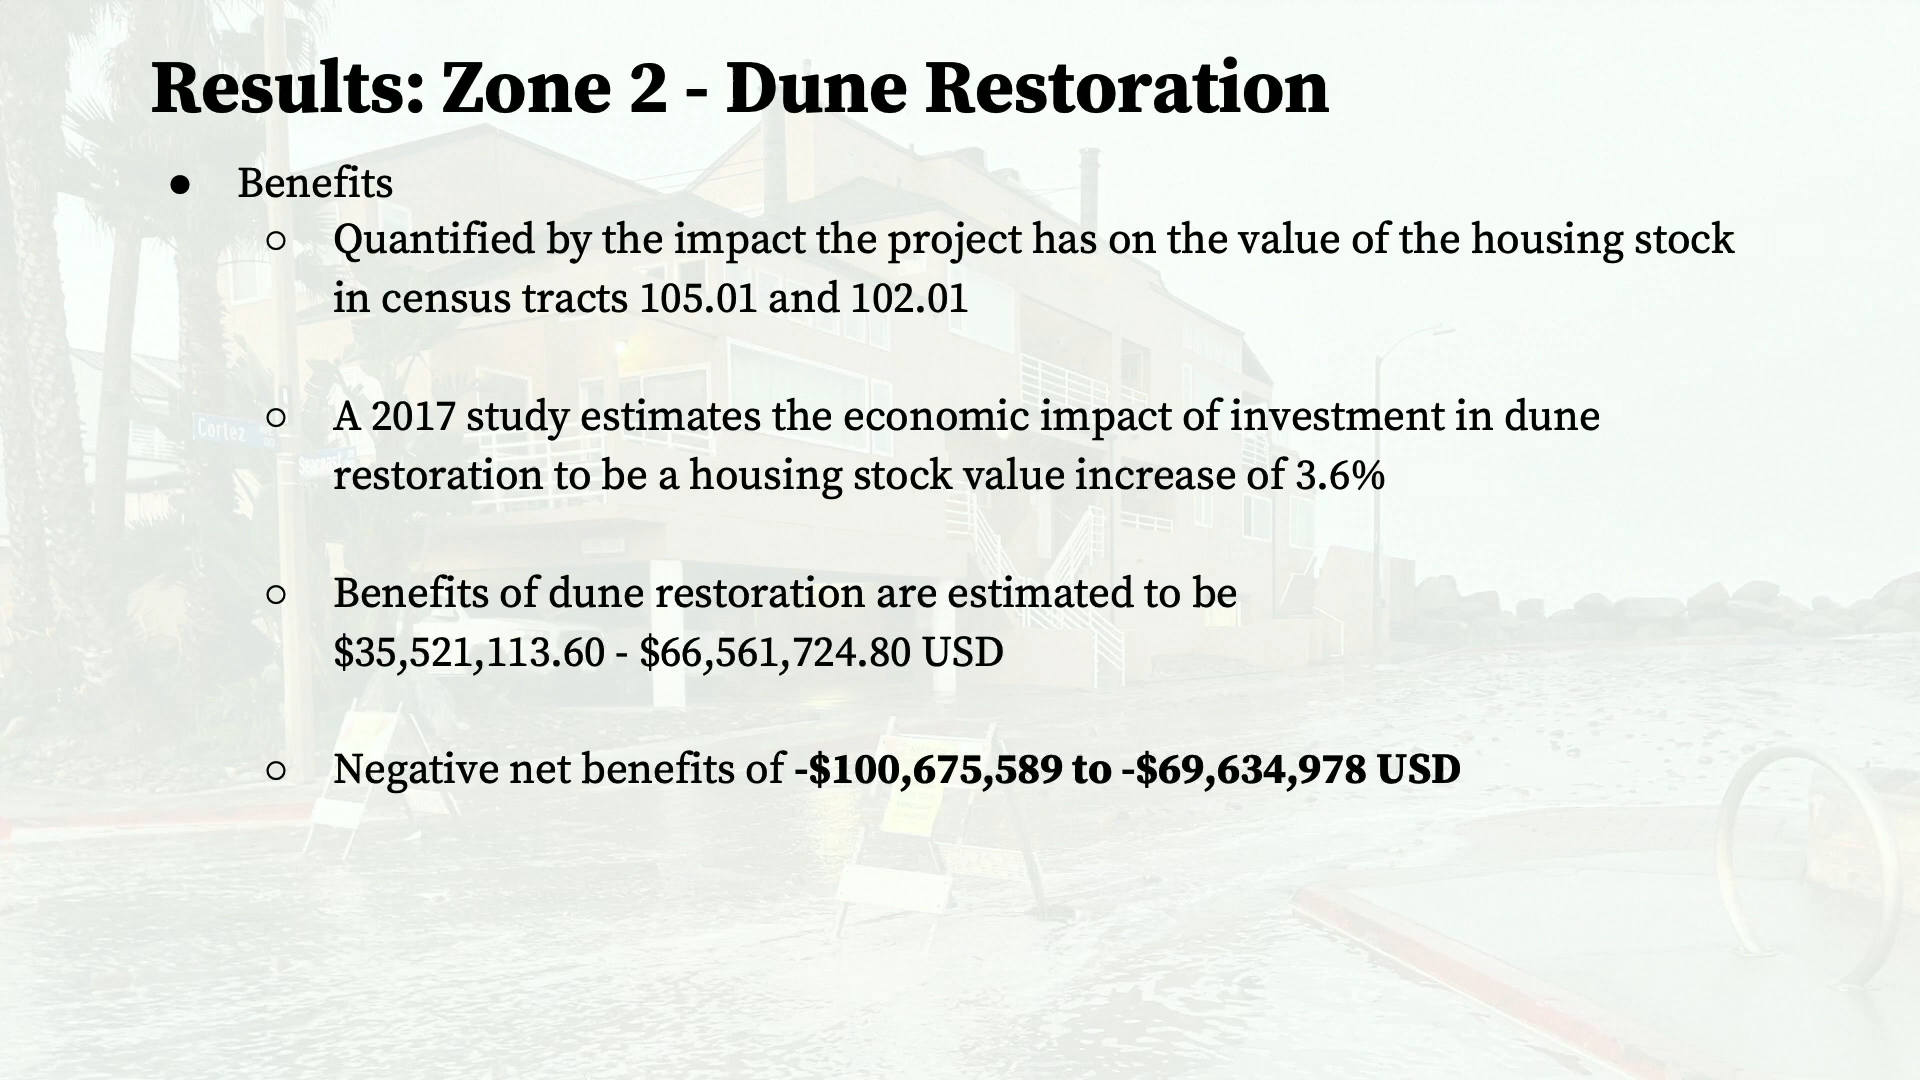 Results: Zone 2 - Dune Restoration
● Benefits
○ Quantified by the impact the project has on the value of the housing stock
in census tracts 105.01 and 102.01
○ A 2017 study estimates the economic impact of investment in dune
restoration to be a housing stock value increase of 3.6%
○ Benefits of dune restoration are estimated to be
$35,521,113.60 - $66,561,724.80 USD
○ Negative net benefits of -$100,675,589 to -$69,634,978 USD
Cortez
Seacoast